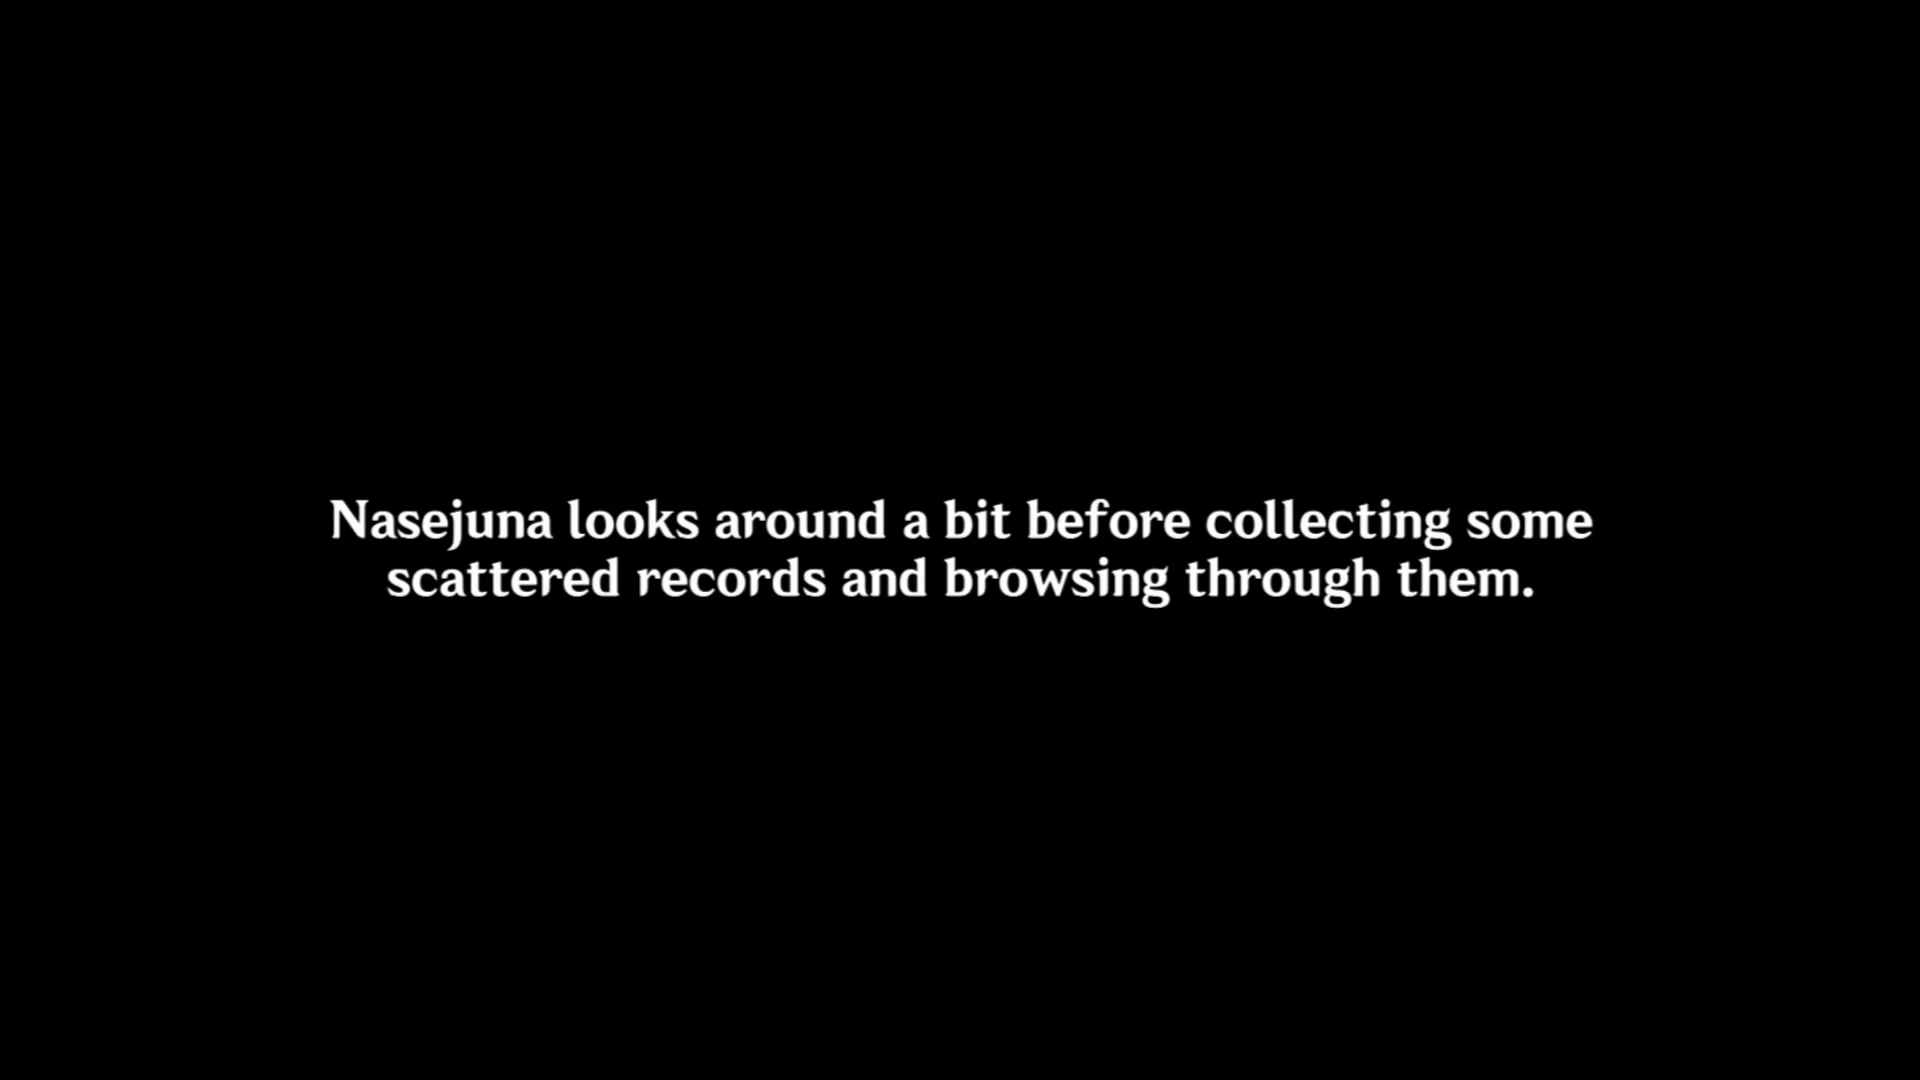 Nasejuna looks around a bit before collecting some
scattered records and browsing through them.